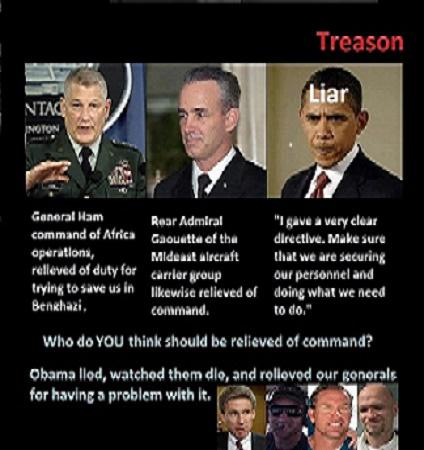 Treason
NTAG
NGTON
Liar
General Ham
command of Africa
operations,
relieved of duty for
trying to save us in
Benghazi.
Rear Admiral
Gaouette of the
Mideast aircraft
carrier group
likewise relieved of
command.
"I gave a very clear
directive. Make sure
that we are securing
our personnel and
doing what we need
to do."
Who do YOU think should be relieved of command?
Obama lied, watched them die, and relieved our generals
for having a problem with it.